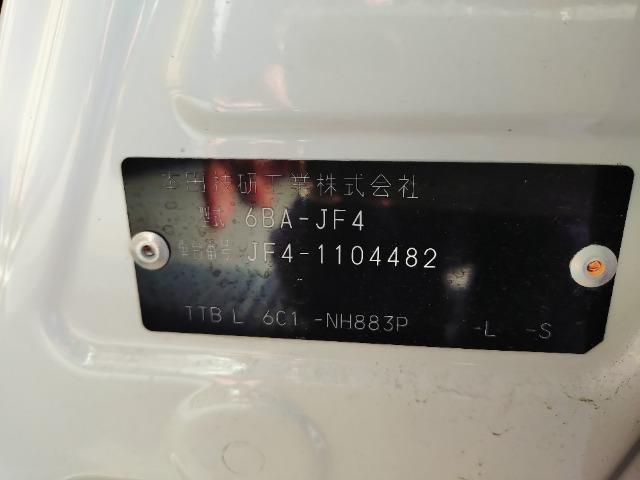 本田技研工業株式会社
型式 6BA-JF4
車台番号 JF4-1104482
TTB L 6C1 -NH883P -L -S